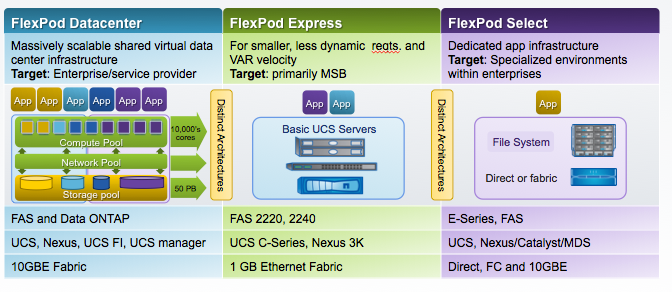 FlexPod Datacenter
Massively scalable shared virtual data
center infrastructure
Target: Enterprise/service provider
App App App App App App
10,000's
cores
Compute Pool
Network Pool
50 PB
Storage pool
FAS and Data ONTAP
UCS, Nexus, UCS FI, UCS manager
10GBE Fabric
Distinct Architectures
FlexPod Express
For smaller, less dynamic reqts. and
VAR velocity
Target: primarily MSB
App App
Basic UCS Servers
FAS 2220, 2240
UCS C-Series, Nexus 3K
1 GB Ethernet Fabric
Distinct Architectures
FlexPod Select
Dedicated app infrastructure
Target: Specialized environments
within enterprises
App
File System
Direct or fabric
E-Series, FAS
UCS, Nexus/Catalyst/MDS
Direct, FC and 10GBE